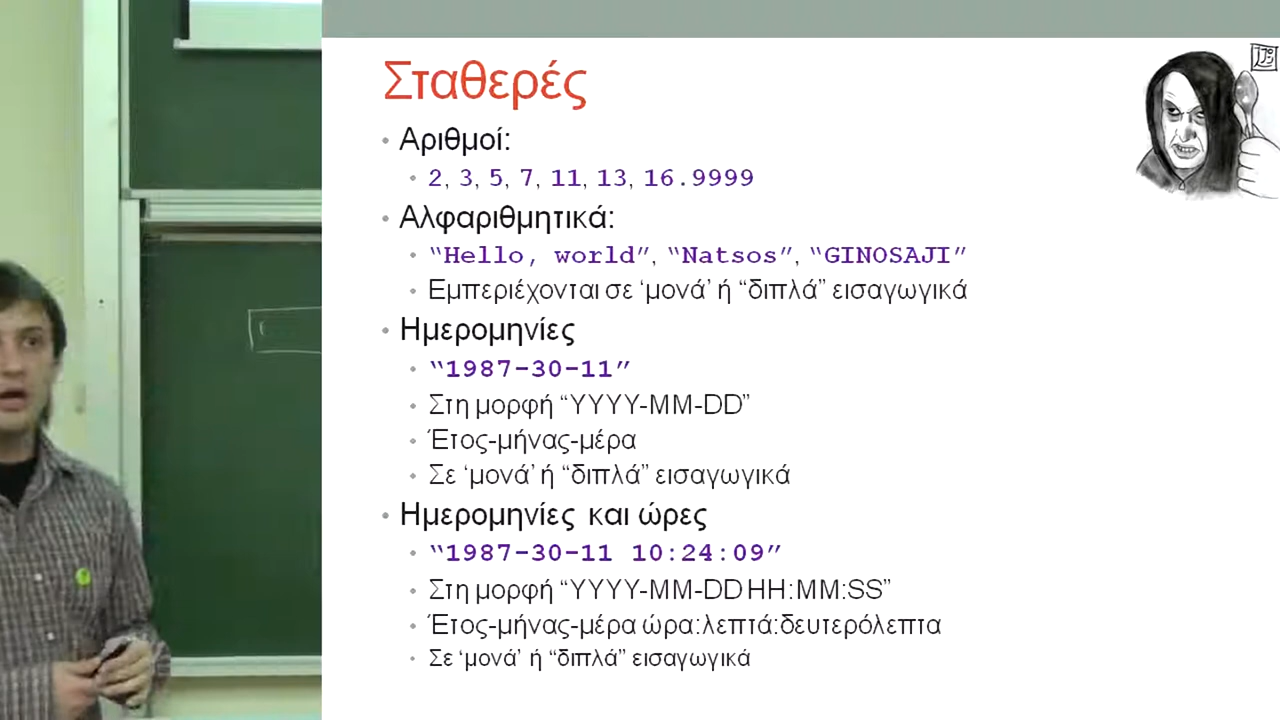 Σταθερές
Αριθμοί:
2, 3, 5, 7, 11, 13, 16.9999
Αλφαριθμητικά:
“Hello, world”, “Natsos”, “GINOSAJI”
Εμπεριέχονται σε ‘μονά’ ή “διπλά” εισαγωγικά
Ημερομηνίες
“1987-30-11”
Στη μορφή “YYYY-MM-DD”
Έτος-μήνας-μέρα
Σε ‘μονά’ ή “διπλά” εισαγωγικά
Ημερομηνίες και ώρες
“1987-30-11 10:24:09”
Στη μορφή “YYYY-MM-DD HH:MM:SS”
Έτος-μήνας-μέρα ώρα:λεπτά:δευτερόλεπτα
Σε ‘μονά’ ή “διπλά” εισαγωγικά